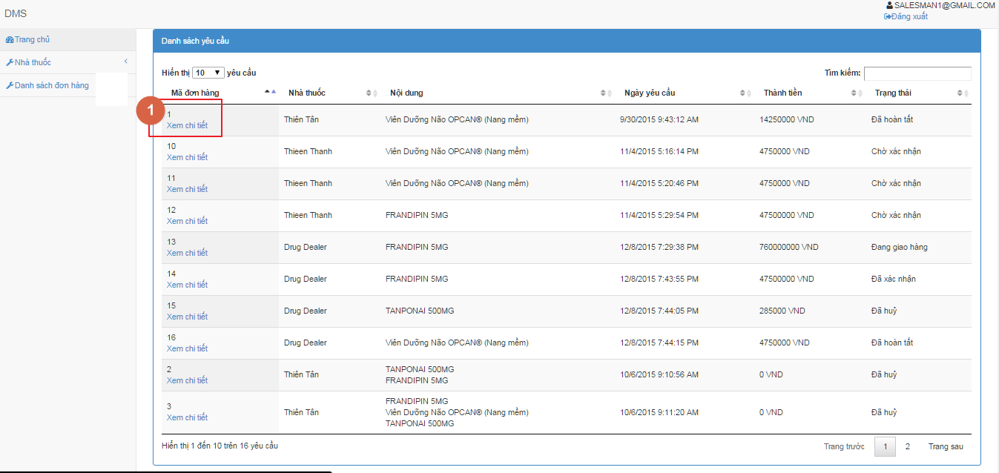 DMS
SALESMAN1@GMAIL.COM
Đăng xuất
Trang chủ
Nhà thuốc
Danh sách đơn hàng
Danh sách yêu cầu
Hiển thị 10 yêu cầu
Tìm kiếm:
Mã đơn hàng Nhà thuốc Nội dung Ngày yêu cầu Thành tiền Trạng thái
1
1
Xem chi tiết
Thiên Tân Viên Dưỡng Não OPCAN® (Nang mềm) 9/30/2015 9:43:12 AM 14250000 VND Đã hoàn tất
10
Xem chi tiết
Thieen Thanh Viên Dưỡng Não OPCAN® (Nang mềm) 11/4/2015 5:16:14 PM 4750000 VND Chờ xác nhận
11
Xem chi tiết
Thieen Thanh Viên Dưỡng Não OPCAN® (Nang mềm) 11/4/2015 5:20:46 PM 4750000 VND Chờ xác nhận
12
Xem chi tiết
Thieen Thanh FRANDIPIN 5MG 11/4/2015 5:29:54 PM 47500000 VND Chờ xác nhận
13
Xem chi tiết
Drug Dealer FRANDIPIN 5MG 12/8/2015 7:29:38 PM 760000000 VND Đang giao hàng
14
Xem chi tiết
Drug Dealer FRANDIPIN 5MG 12/8/2015 7:43:55 PM 47500000 VND Đã xác nhận
15
Xem chi tiết
Drug Dealer TANPONAI 500MG 12/8/2015 7:44:05 PM 285000 VND Đã huỷ
16
Xem chi tiết
Drug Dealer Viên Dưỡng Não OPCAN® (Nang mềm) 12/8/2015 7:44:15 PM 4750000 VND Đã hoàn tất
2
Xem chi tiết
Thiên Tân
TANPONAI 500MG
FRANDIPIN 5MG
10/6/2015 9:10:56 AM 0 VND Đã huỷ
3
Xem chi tiết
Thiên Tân
FRANDIPIN 5MG
Viên Dưỡng Não OPCAN® (Nang mềm)
TANPONAI 500MG
10/6/2015 9:11:20 AM 0 VND Đã huỷ
Hiển thị 1 đến 10 trên 16 yêu cầu
Trang trước 1 2 Trang sau